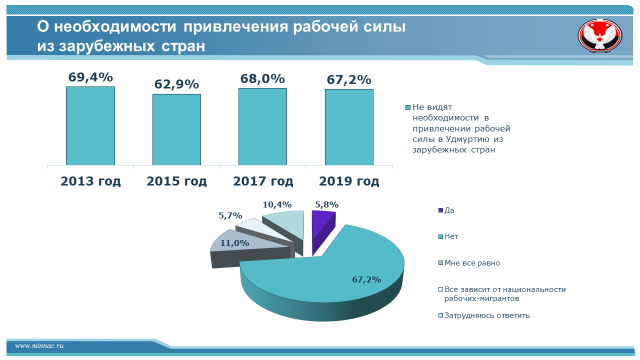 О необходимости привлечения рабочей силы
из зарубежных стран
69,4%
62,9%
68,0%
67,2%
2013 год
2015 год
2017 год
2019 год
Не видят
необходимости в
привлечении рабочей
силы в Удмуртию из
зарубежных стран
10,4%
5,8%
5,7%
11,0%
67,2%
Да
Нет
Мне все равно
Все зависит от национальности
рабочих-мигрантов
Затрудняюсь ответить
www.minnac.ru